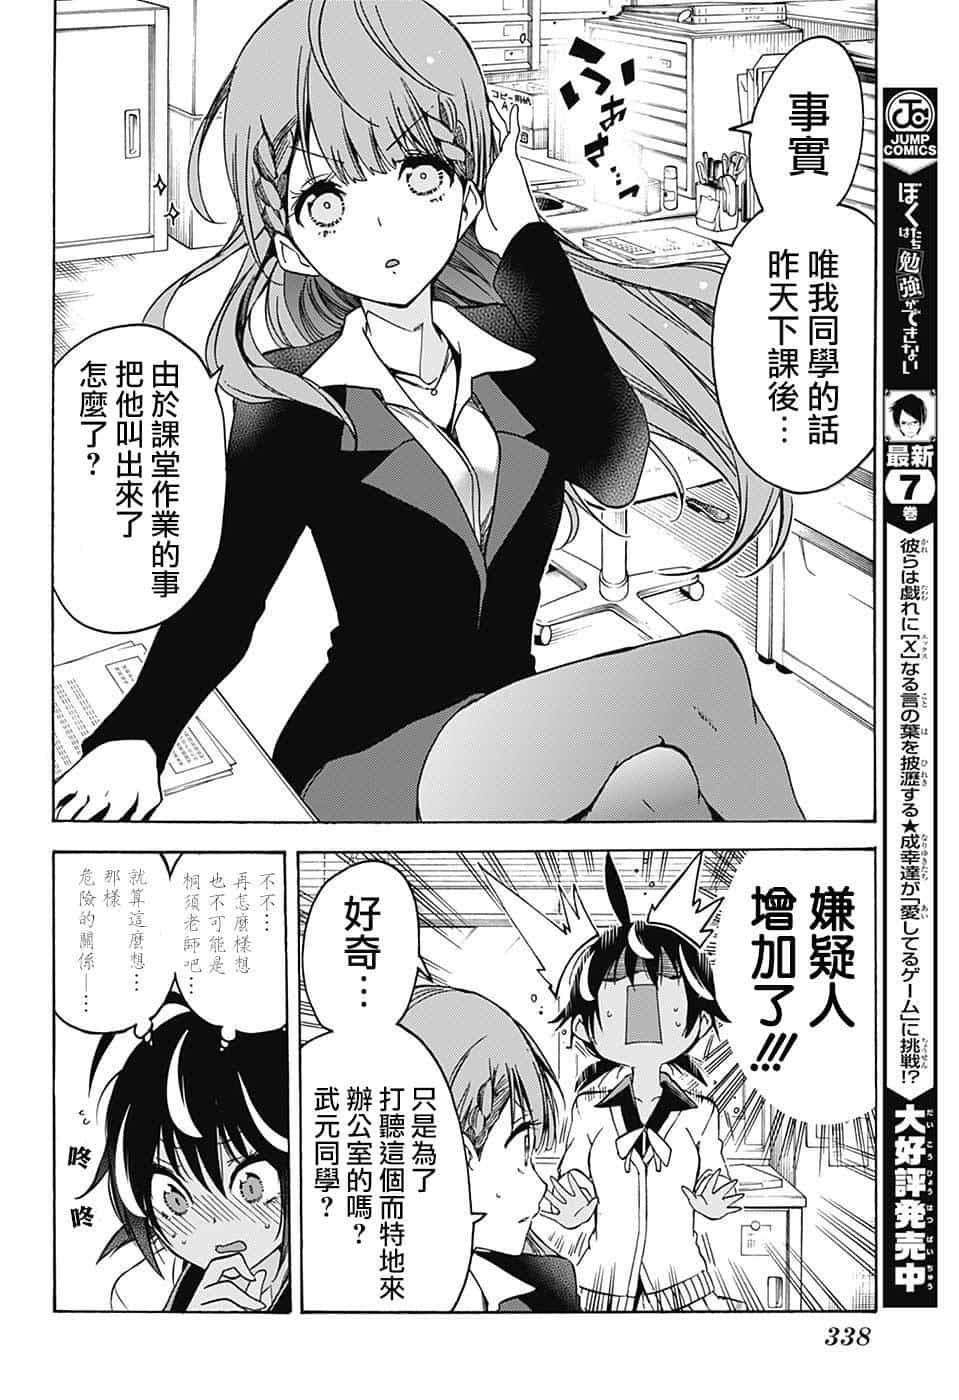 事實
唯我同學的話
昨天下課後…
ふぁさ…っ
コピー用紙
A
由於課堂作業的事
把他叫出來了
怎麼了?
嫌疑人
增加了!!!
好奇…
只是為了
打聽這個而特地來
辦公室的嗎?
武元同學?
不不…
再怎麼樣想
也不可能是
桐須老師吧…
就算這麼想…
那樣
危險的關係——…
咚
咚
JUMP
COMICS
ぼくたちは勉強ができない
最新
7
巻
彼らは戯れに[X]なる言の葉を披瀝する★成幸達が「愛してるゲーム」に挑戦!?
大好評発売中
338